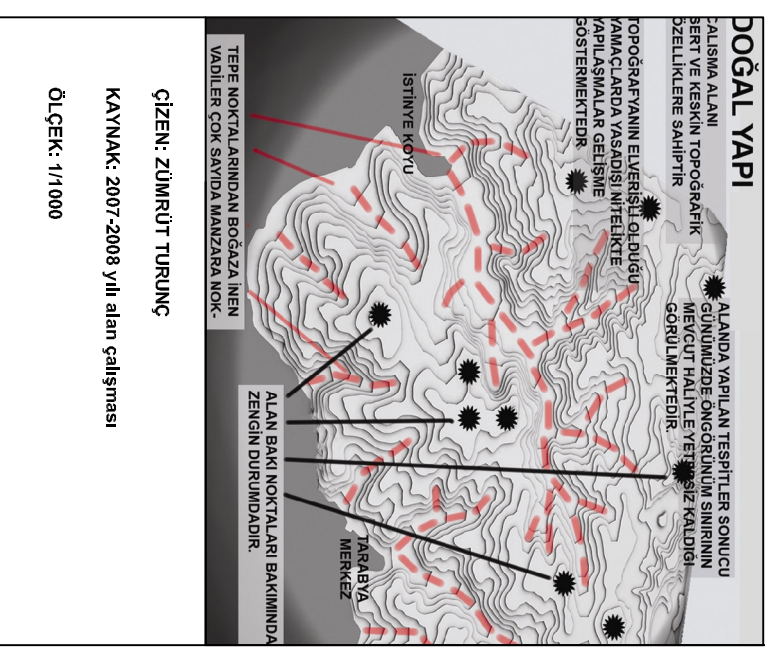 DOĞAL YAPI
ÇALIŞMA ALANI
SERT VE KESKİN TOPOĞRAFİK
ÖZELLİKLERE SAHİPTİR
TOPOĞRAFYANIN ELVERİŞLİ OLDUĞU
YAMAÇLARDA YASADIŞI NİTELİKTE
YAPILAŞMALAR GELİŞME
GÖSTERMEKTEDR
ALANDA YAPILAN TESPİTLER SONUCU
GÜNÜMÜZDE ÖNGÖRÜNÜM SINIRININ
MEVCUT HALİYLE YETERSİZ KALDIĞI
GÖRÜLMEKTEDİR.
İSTİNYE KOYU
TARABYA
MERKEZ
TEPE NOKTALARINDAN BOĞAZA İNEN
VADİLER ÇOK SAYIDA MANZARA NOK-
ALAN BAKI NOKTALARI BAKIMINDAN
ZENGİN DURUMDADIR.
ÇİZEN: ZÜMRÜT TURUNÇ
KAYNAK: 2007-2008 yılı alan çalışması
ÖLÇEK: 1/1000